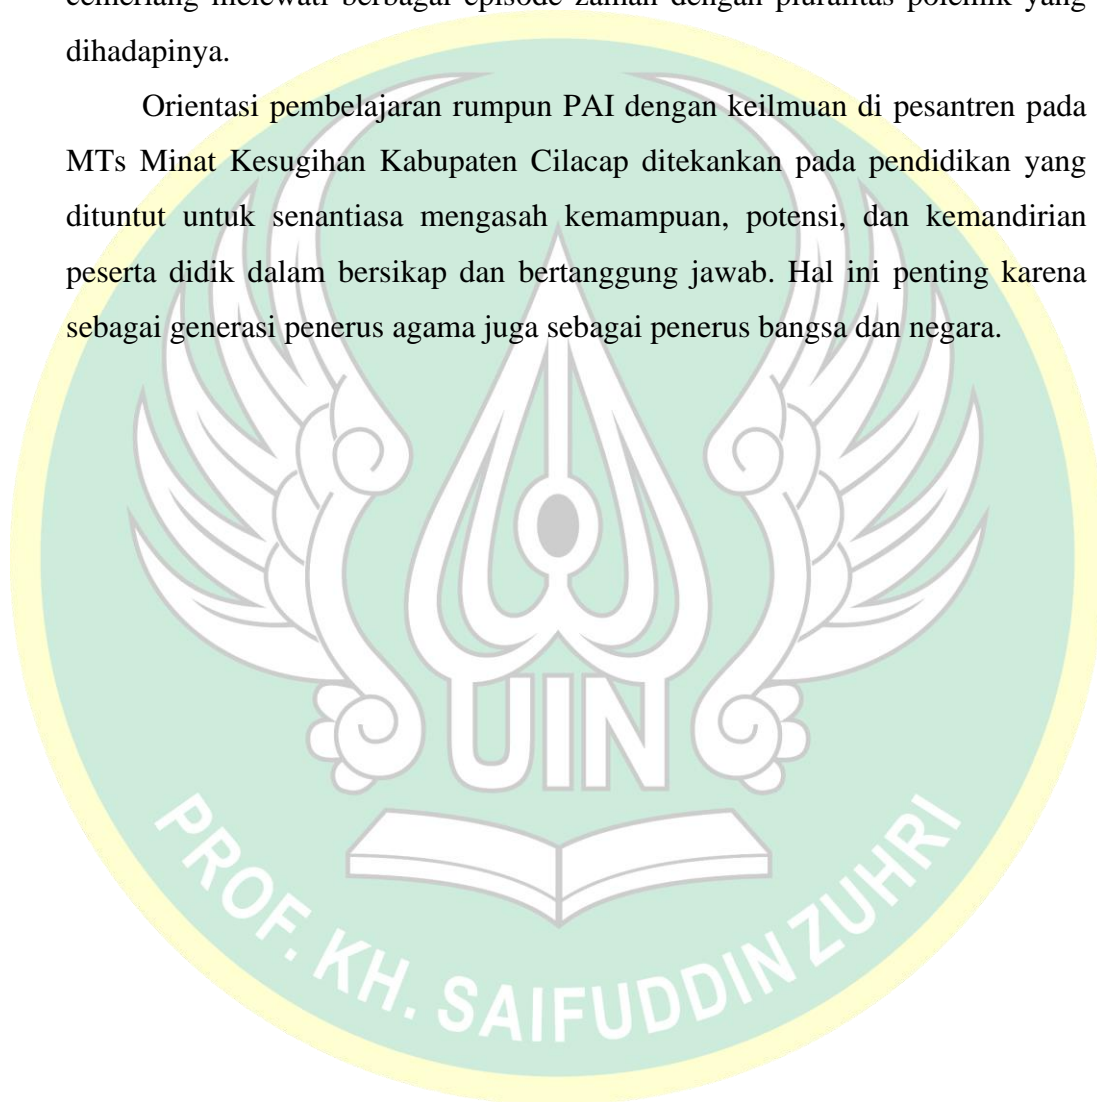 cemerlang melewati berbagai episode zaman dengan pluralitas polemik yang
dihadapinya.
Orientasi pembelajaran rumpun PAI dengan keilmuan di pesantren pada
MTs Minat Kesugihan Kabupaten Cilacap ditekankan pada pendidikan yang
dituntut untuk senantiasa mengasah kemampuan, potensi, dan kemandirian
peserta didik dalam bersikap dan bertanggung jawab. Hal ini penting karena
sebagai generasi penerus agama juga sebagai penerus bangsa dan negara.
UIN
PROF. KH. SAIFUDDIN ZUHRI